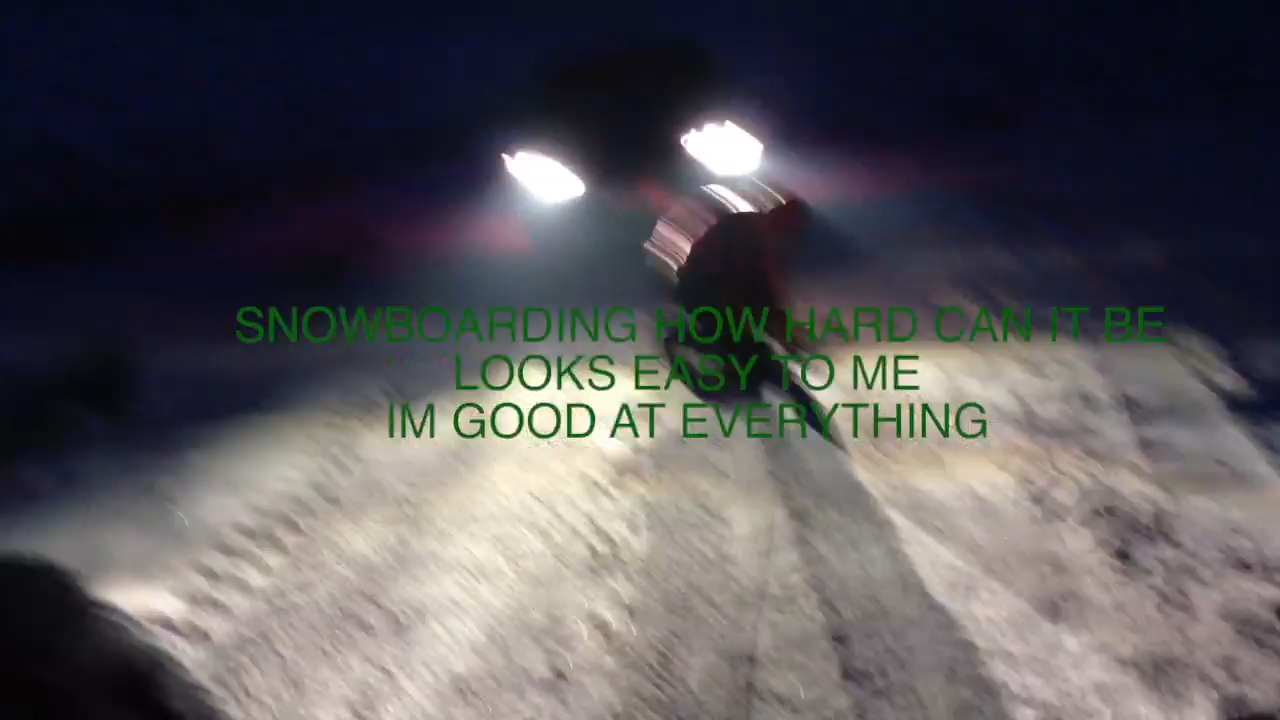 SNOWBOARDING HOW HARD CAN IT BE
LOOKS EASY TO ME
IM GOOD AT EVERYTHING